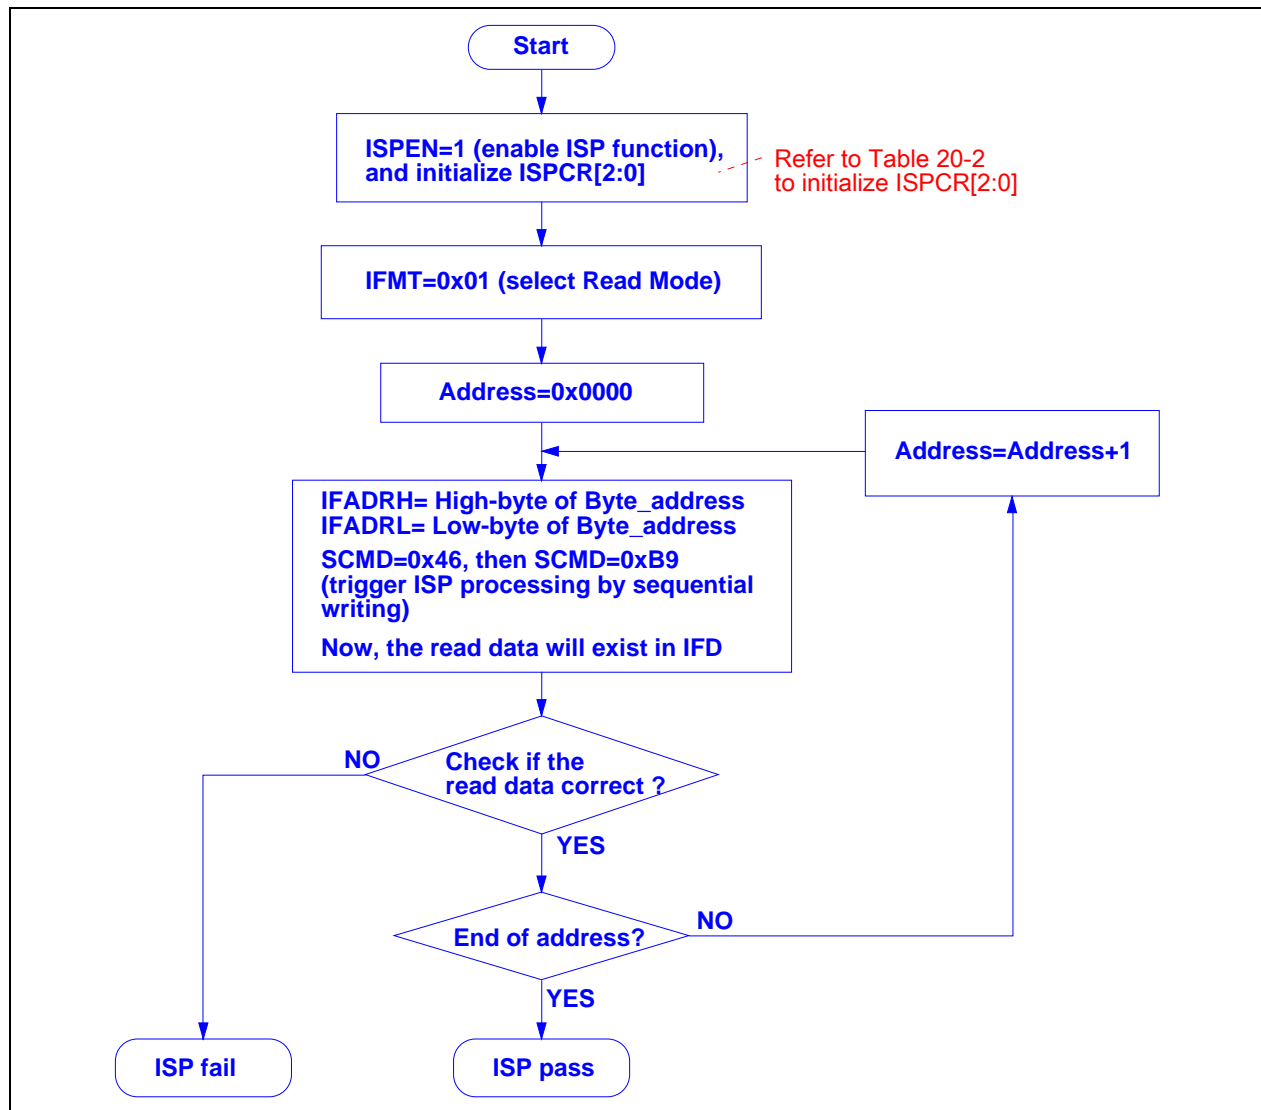 Start
ISPEN=1 (enable ISP function),
and initialize ISPCR[2:0]
Refer to Table 20-2
to initialize ISPCR[2:0]
IFMT=0x01 (select Read Mode)
Address=0x0000
Address=Address+1
IFADRH= High-byte of Byte_address
IFADRL= Low-byte of Byte_address
SCMD=0x46, then SCMD=0xB9
(trigger ISP processing by sequential
writing)
Now, the read data will exist in IFD
NO
Check if the
read data correct ?
YES
NO
End of address?
YES
ISP fail
ISP pass